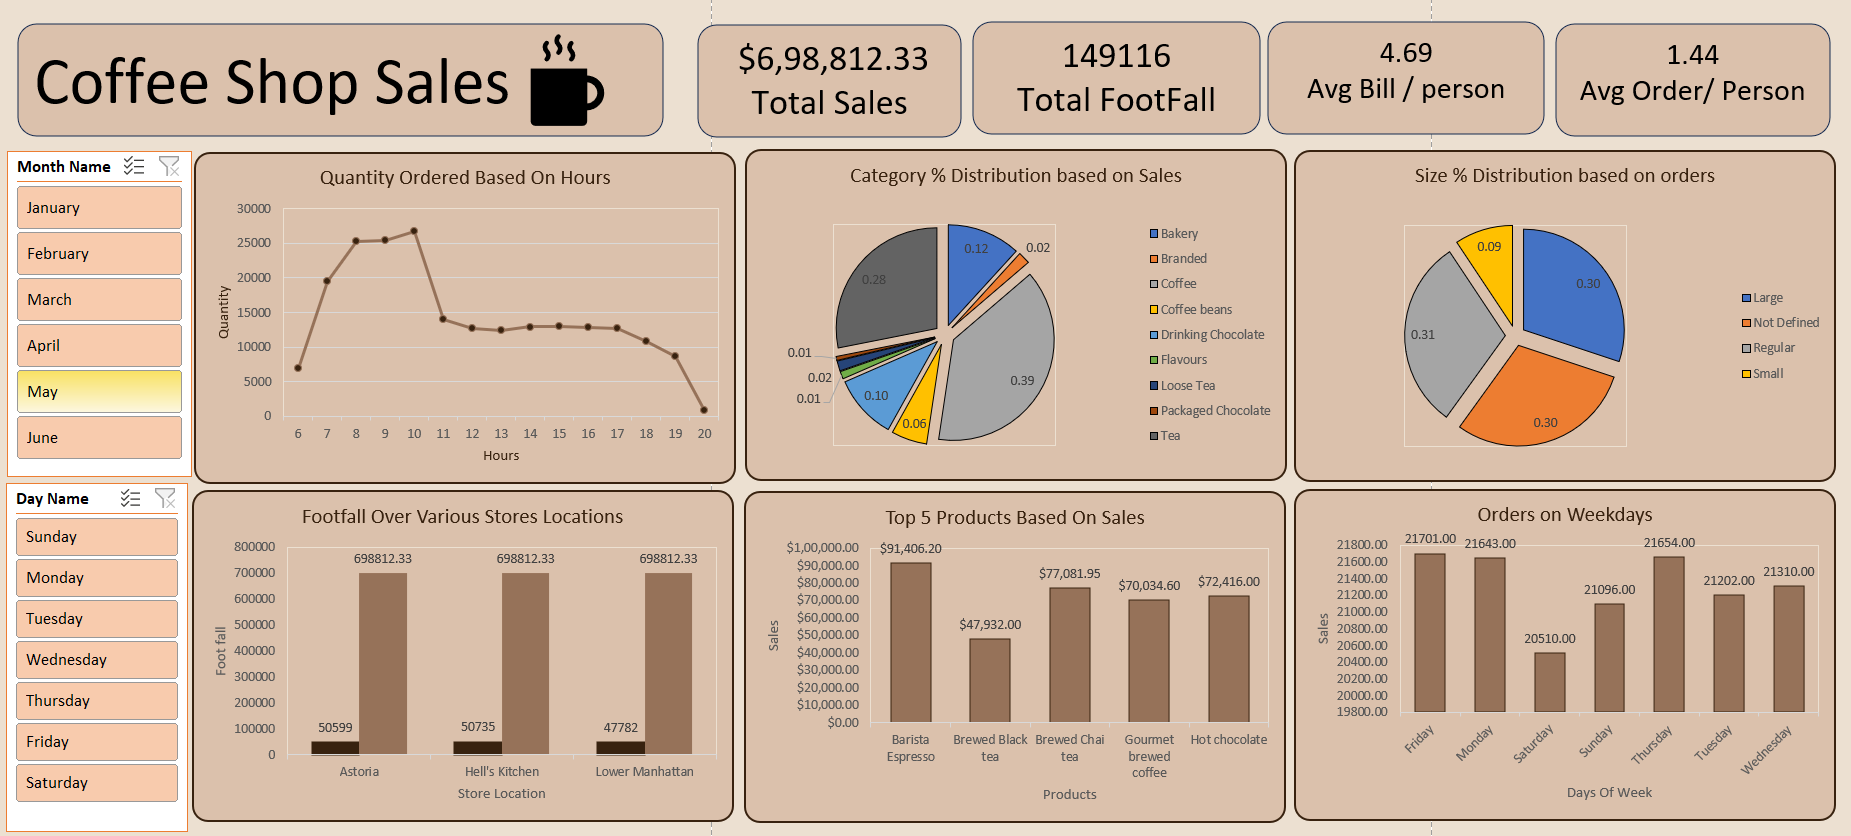 Coffee Shop Sales
$6,98,812.33
Total Sales
149116
Total FootFall
4.69
Avg Bill / person
1.44
Avg Order/ Person
Month Name
January
February
March
April
May
June
Quantity Ordered Based On Hours
30000
25000
20000
15000
10000
5000
0
Quantity
6 7 8 9 10 11 12 13 14 15 16 17 18 19 20
Hours
Category % Distribution based on Sales
0.12
0.02
0.39
0.06
0.10
0.01
0.02
0.01
0.28
Bakery
Branded
Coffee
Coffee beans
Drinking Chocolate
Flavours
Loose Tea
Packaged Chocolate
Tea
Size % Distribution based on orders
0.30
0.30
0.31
0.09
Large
Not Defined
Regular
Small
Day Name
Sunday
Monday
Tuesday
Wednesday
Thursday
Friday
Saturday
Footfall Over Various Stores Locations
800000
700000
600000
500000
400000
300000
200000
100000
0
Foot fall
698812.33 698812.33 698812.33
50599 50735 47782
Astoria Hell's Kitchen Lower Manhattan
Store Location
Top 5 Products Based On Sales
$1,00,000.00
$90,000.00
$80,000.00
$70,000.00
$60,000.00
$50,000.00
$40,000.00
$30,000.00
$20,000.00
$10,000.00
$0.00
Sales
$91,406.20
$47,932.00
$77,081.95
$70,034.60
$72,416.00
Barista
Espresso
Brewed Black
tea
Brewed Chai
tea
Gourmet
brewed
coffee
Hot chocolate
Products
Orders on Weekdays
21800.00
21600.00
21400.00
21200.00
21000.00
20800.00
20600.00
20400.00
20200.00
20000.00
19800.00
Sales
21701.00
21643.00
20510.00
21096.00
21654.00
21202.00
21310.00
Friday
Monday
Saturday
Sunday
Thursday
Tuesday
Wednesday
Days Of Week